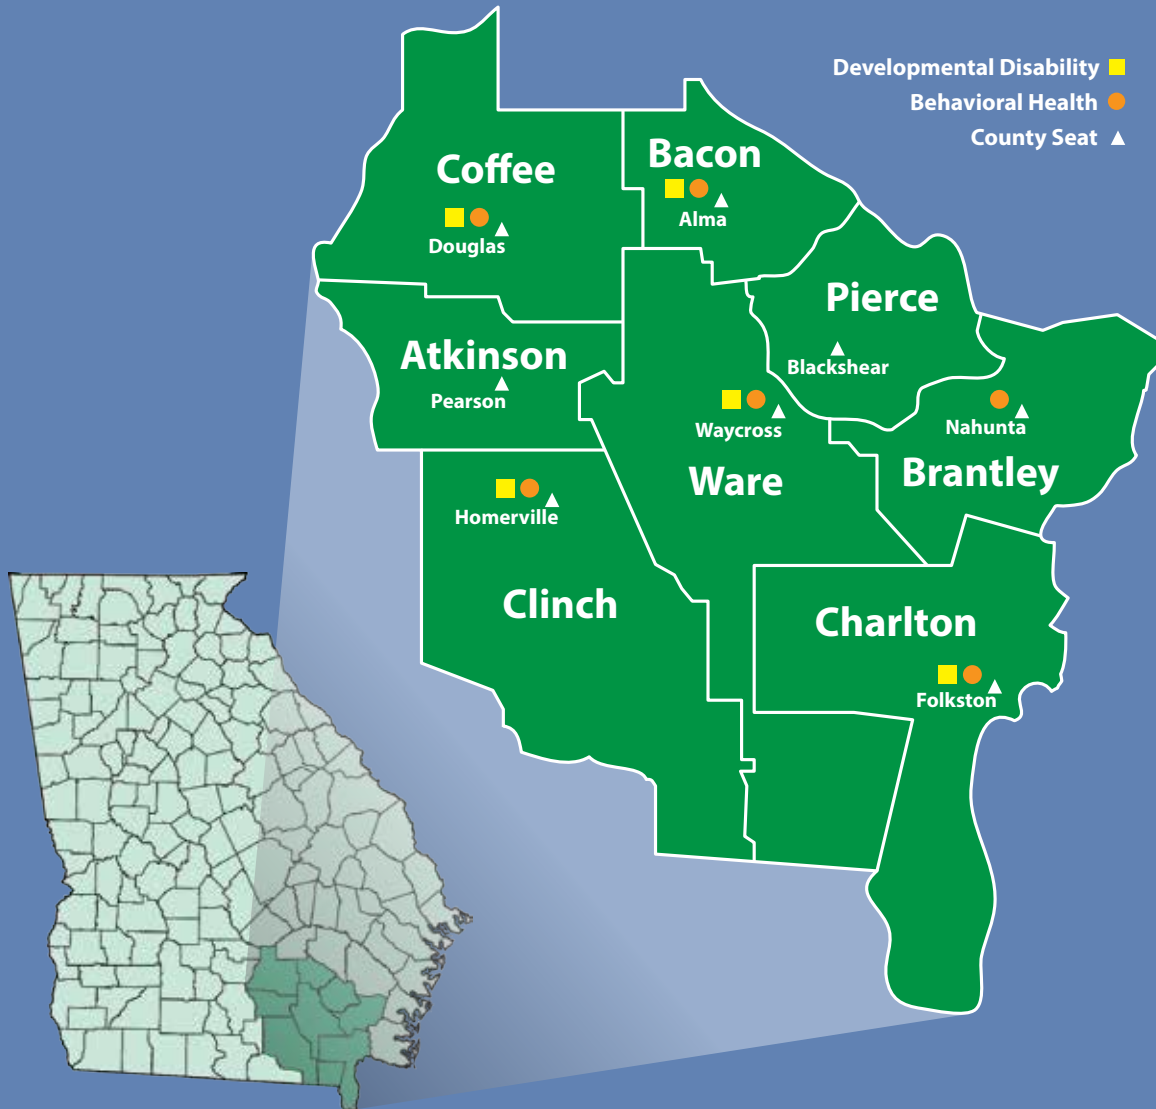 Developmental Disability
Behavioral Health
County Seat
Coffee
Douglas
Bacon
Alma
Pierce
Blackshear
Atkinson
Pearson
Waycross
Ware
Nahunta
Brantley
Homerville
Clinch
Charlton
Folkston